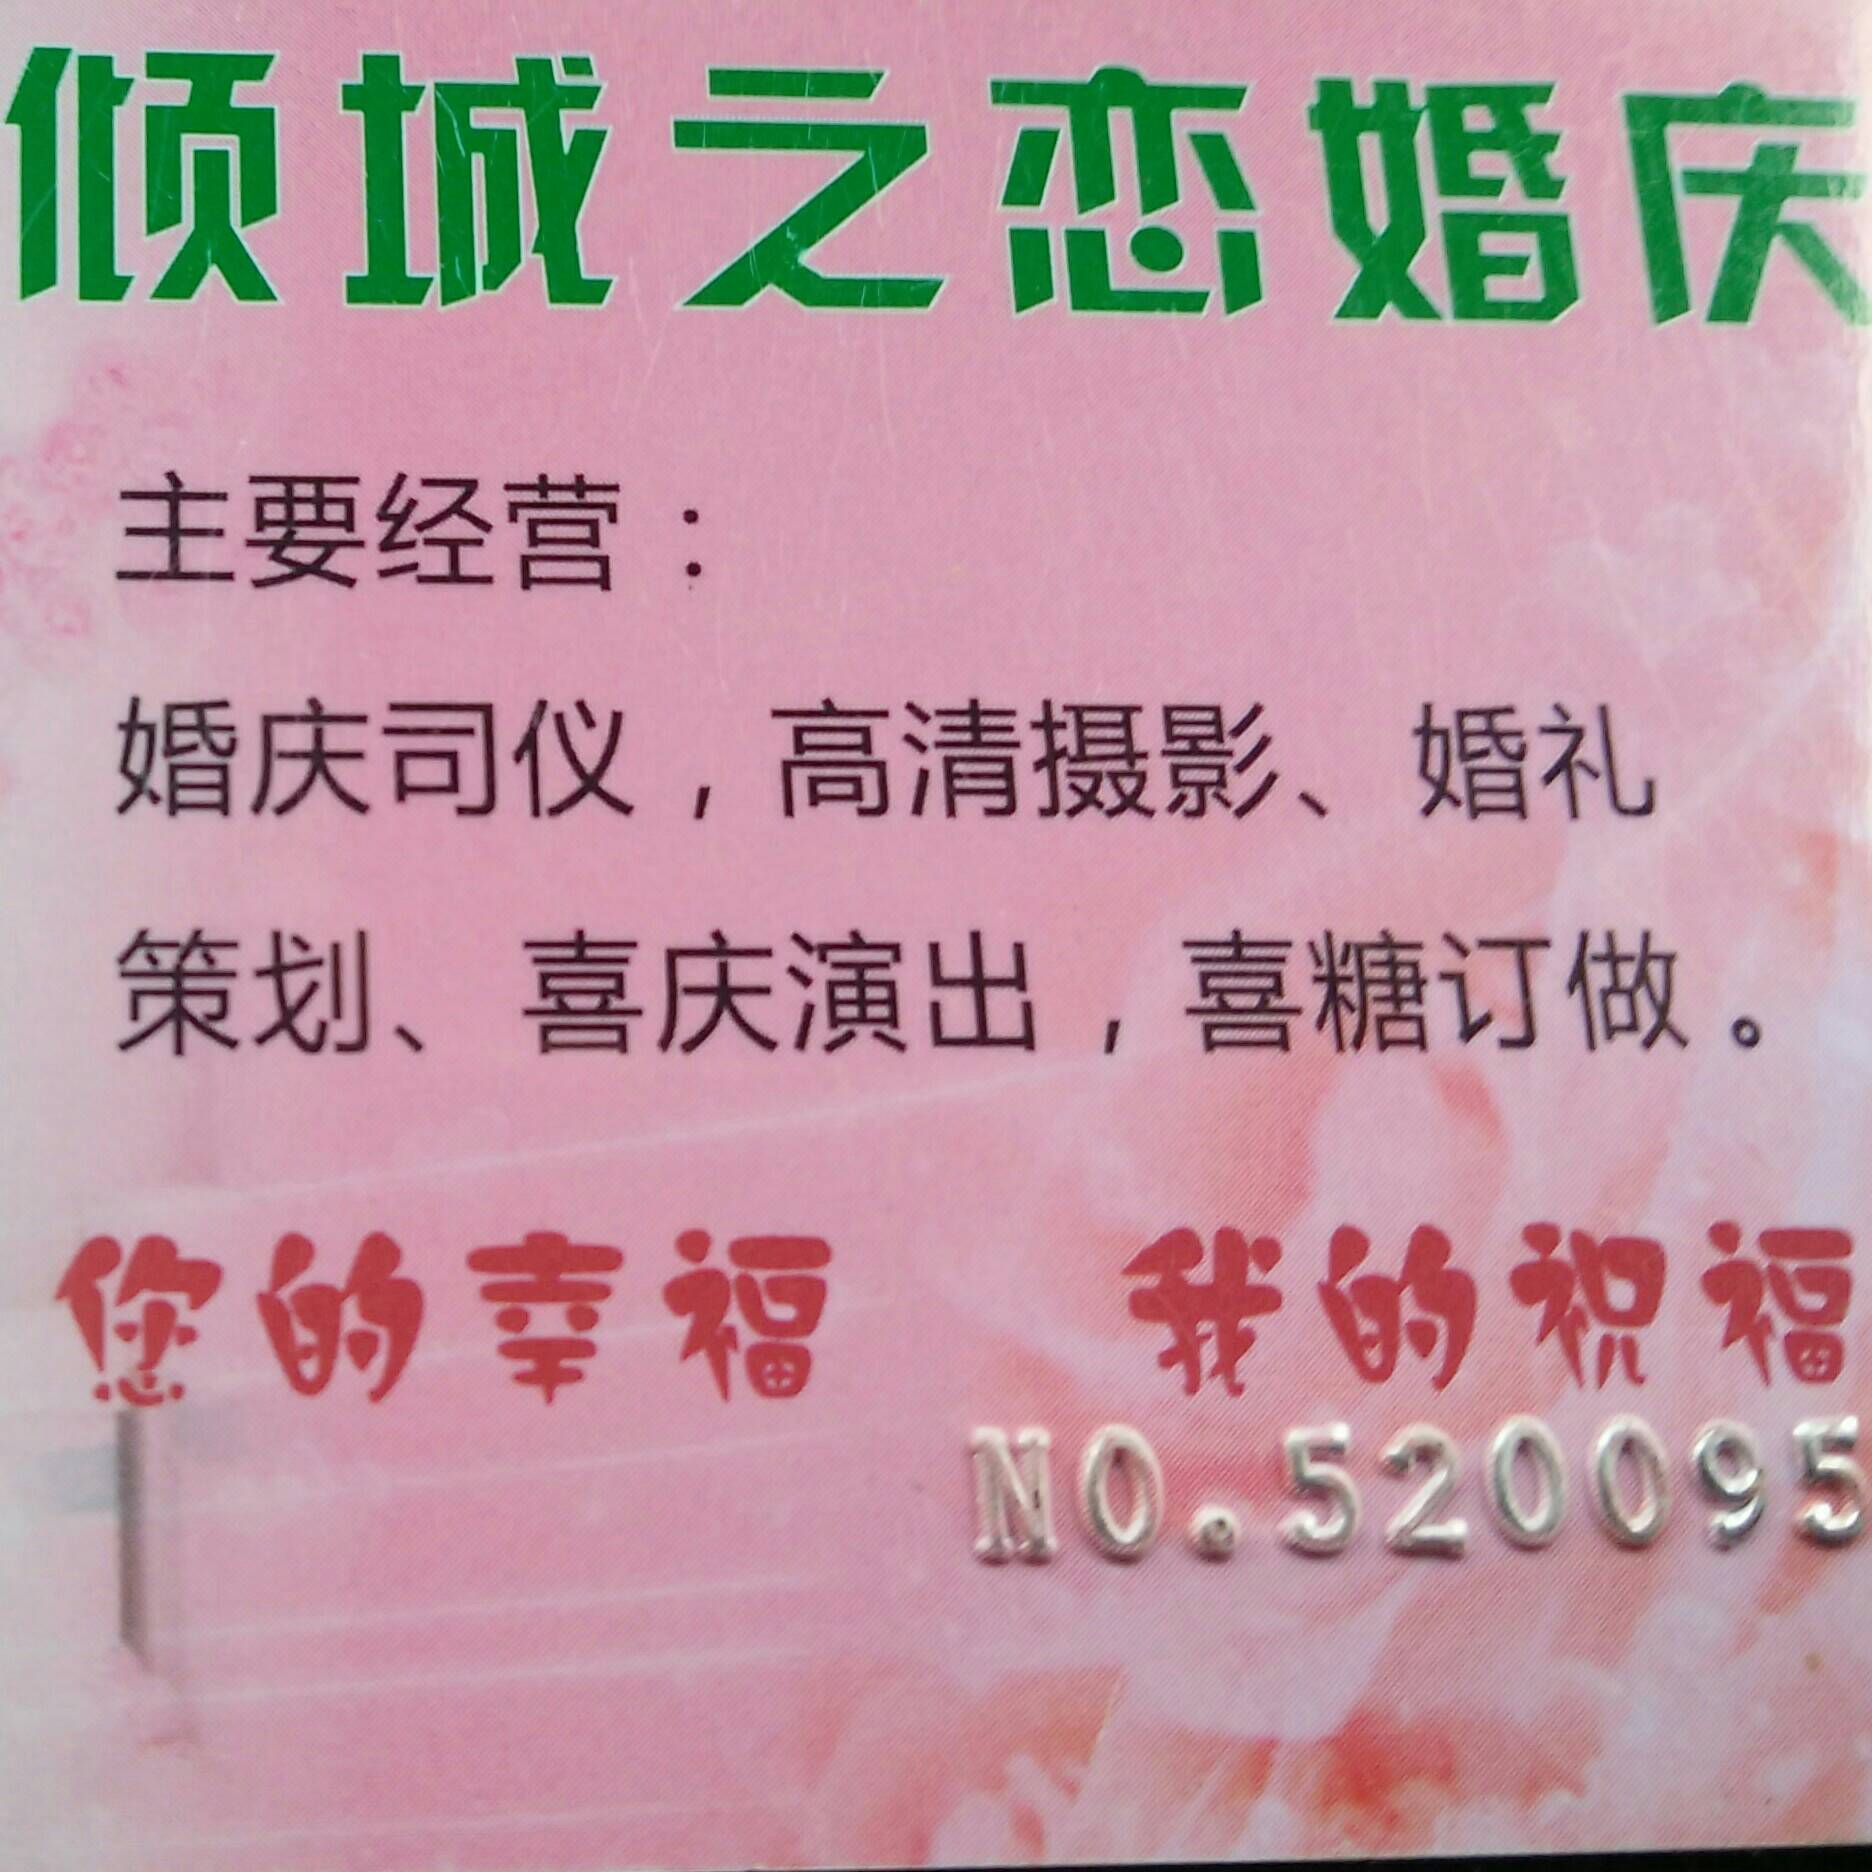 倾城之恋婚庆
主要经营：
婚庆司仪，高清摄影、婚礼
策划、喜庆演出，喜糖订做。
您的幸福 我的祝福
NO.520095